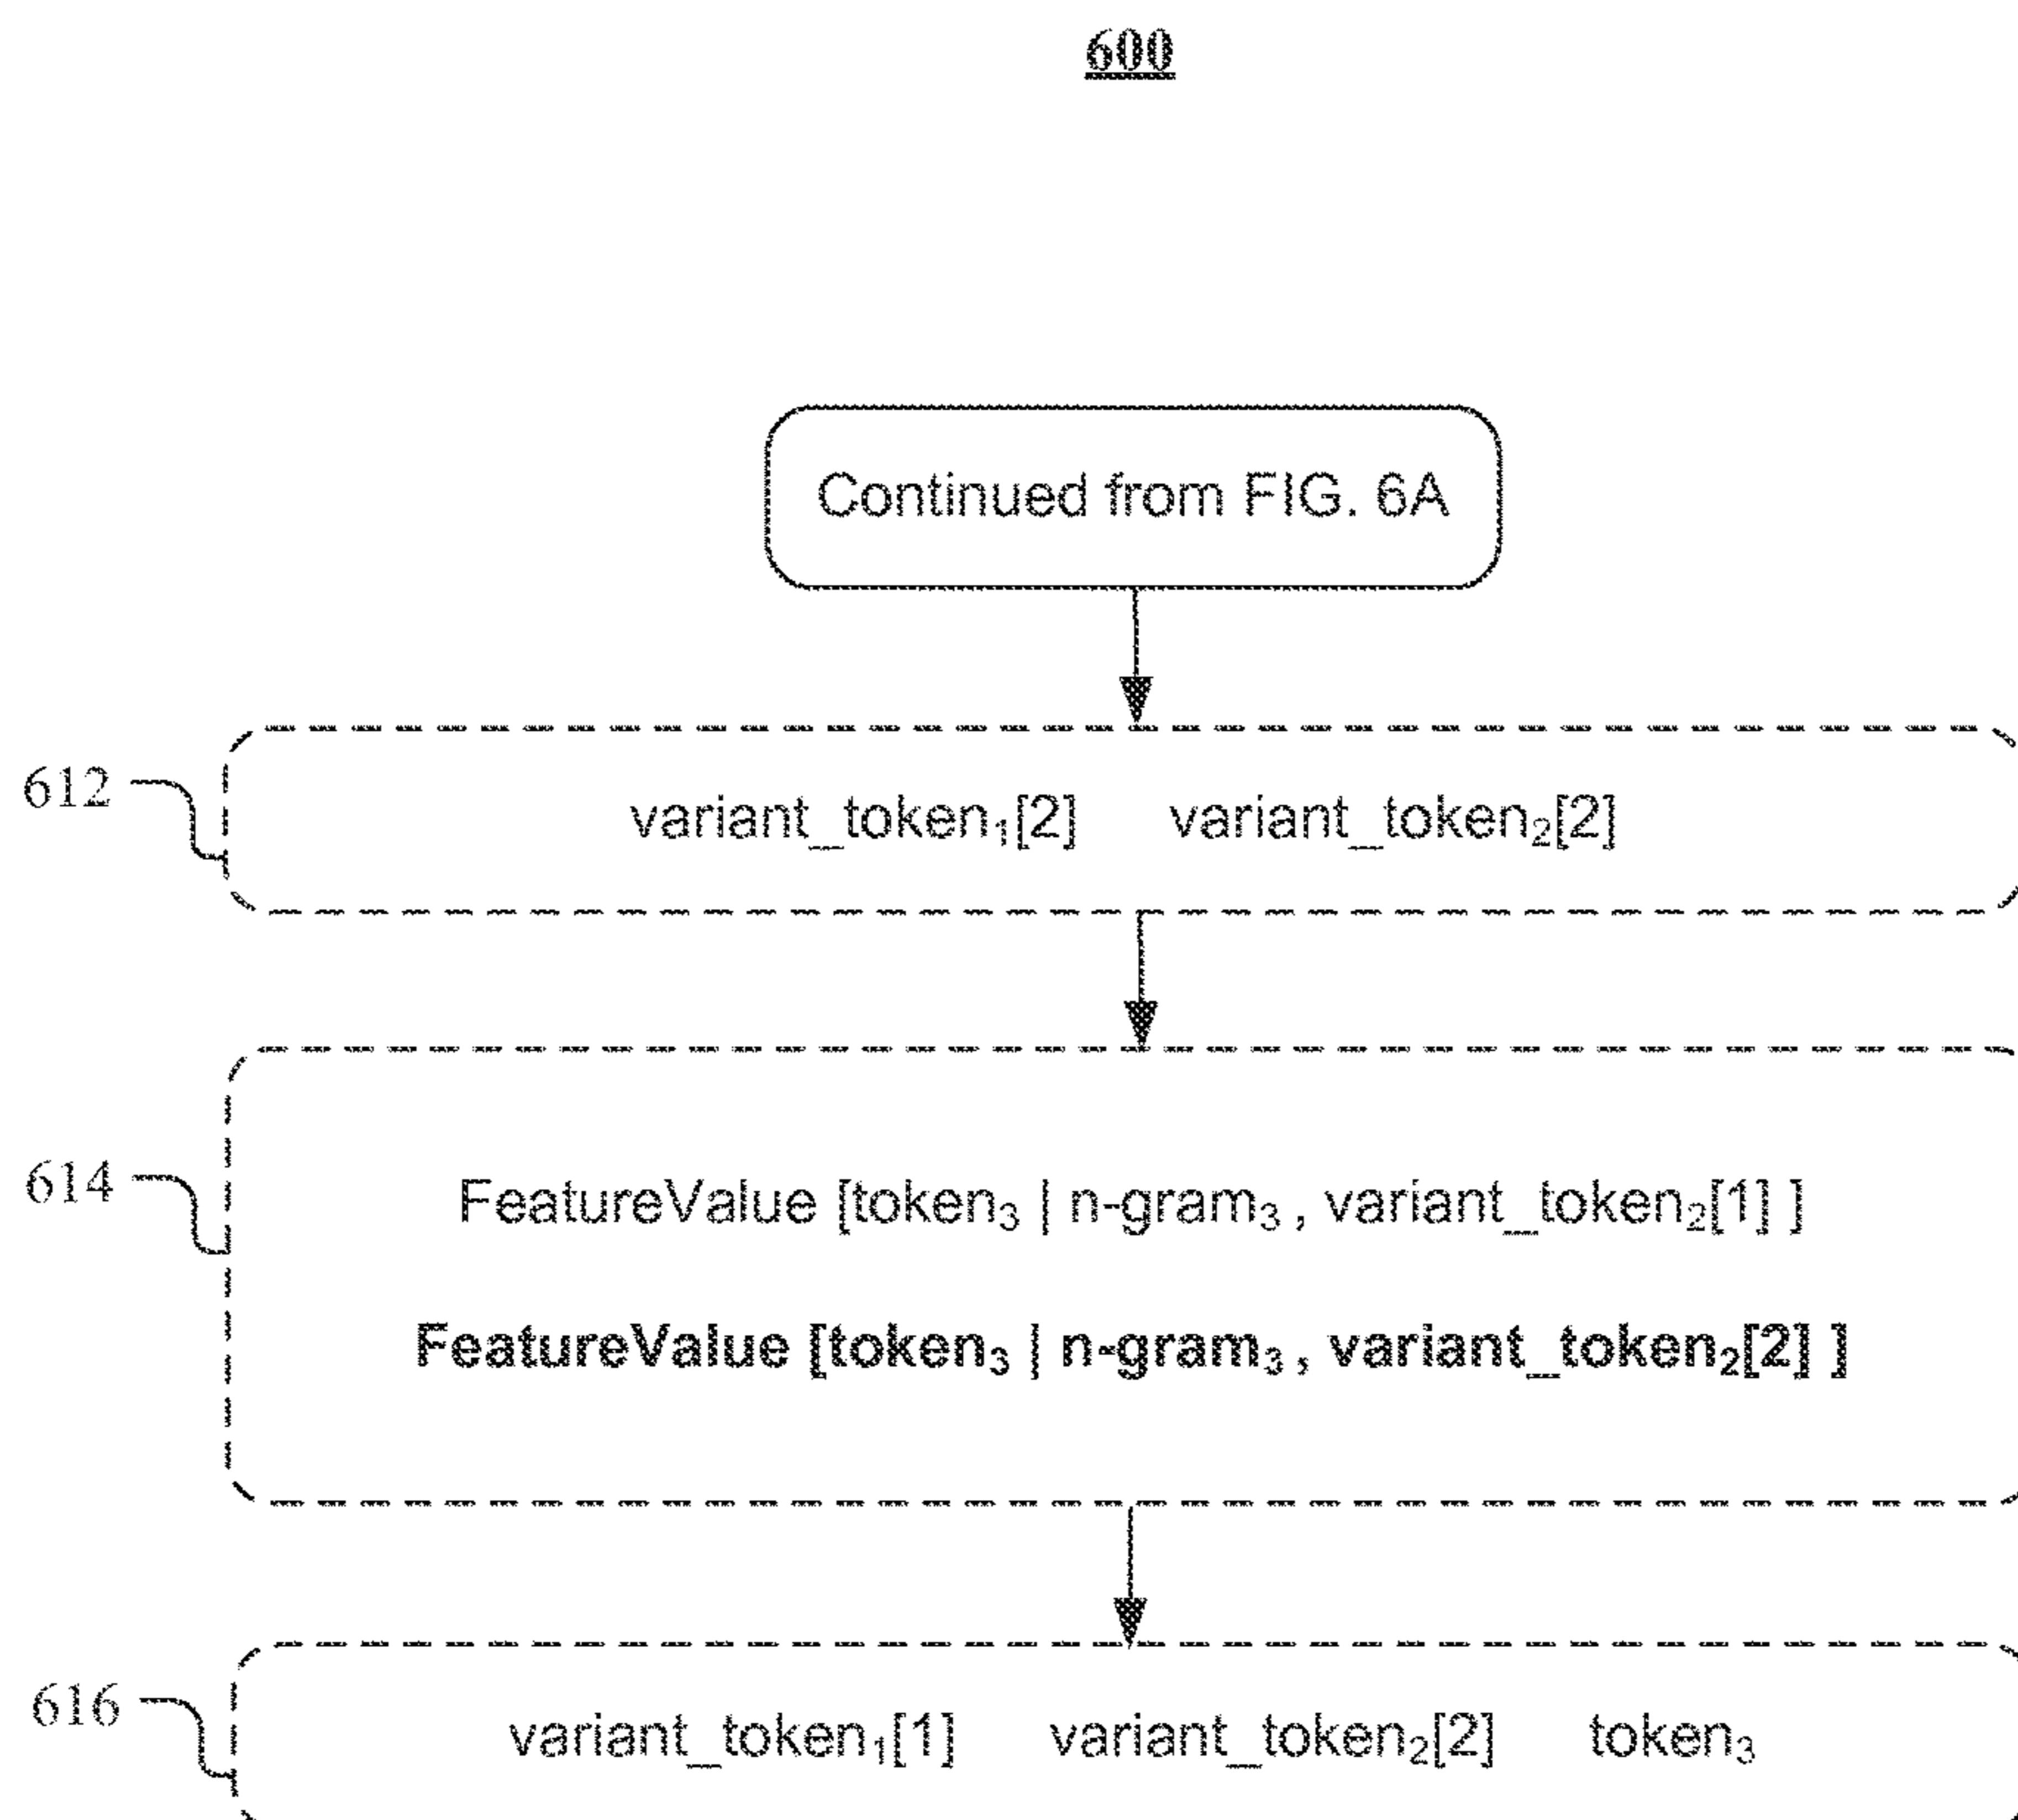 600
Continued from FIG. 6A
612
variant_token₁[2] variant_token₂[2]
614
FeatureValue [token₃ | n-gram₃ , variant_token₂[1] ]
FeatureValue [token₃ | n-gram₃ , variant_token₂[2] ]
616
variant_token₁[1] variant_token₂[2] token₃